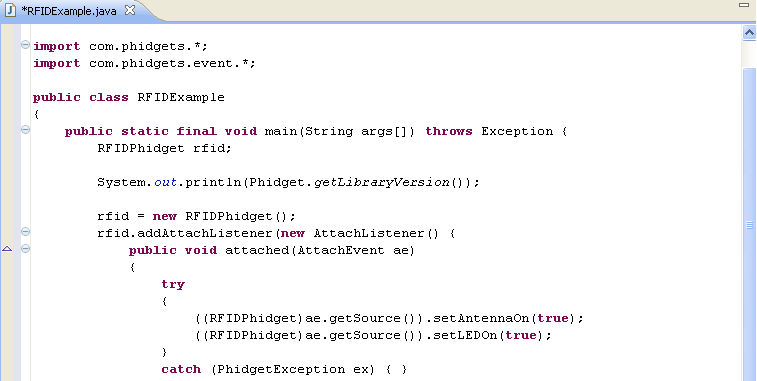 *RFIDExample.java
import com.phidgets.*;
import com.phidgets.event.*;
public class RFIDExample
{
public static final void main(String args[]) throws Exception {
RFIDPhidget rfid;
System.out.println(Phidget.getLibraryVersion());
rfid = new RFIDPhidget();
rfid.addAttachListener(new AttachListener() {
public void attached(AttachEvent ae)
{
try
{
((RFIDPhidget)ae.getSource()).setAntennaOn(true);
((RFIDPhidget)ae.getSource()).setLEDOn(true);
}
catch (PhidgetException ex) { }